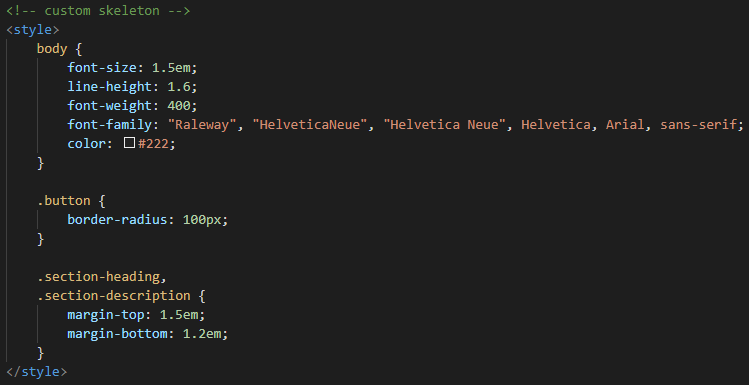 <!-- custom skeleton -->
<style>
    body {
        font-size: 1.5em;
        line-height: 1.6;
        font-weight: 400;
        font-family: "Raleway", "HelveticaNeue", "Helvetica Neue", Helvetica, Arial, sans-serif;
        color: #222;
    }

    .button {
        border-radius: 100px;
    }

    .section-heading,
    .section-description {
        margin-top: 1.5em;
        margin-bottom: 1.2em;
    }
</style>